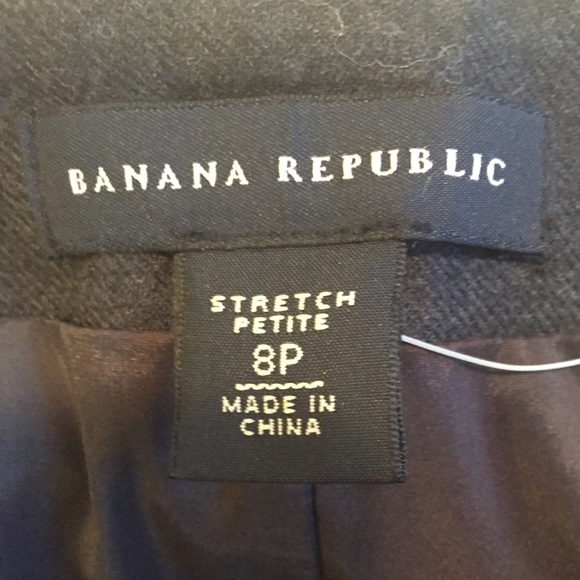 BANANA REPUBLIC
STRETCH
PETITE
8P
MADE IN
CHINA